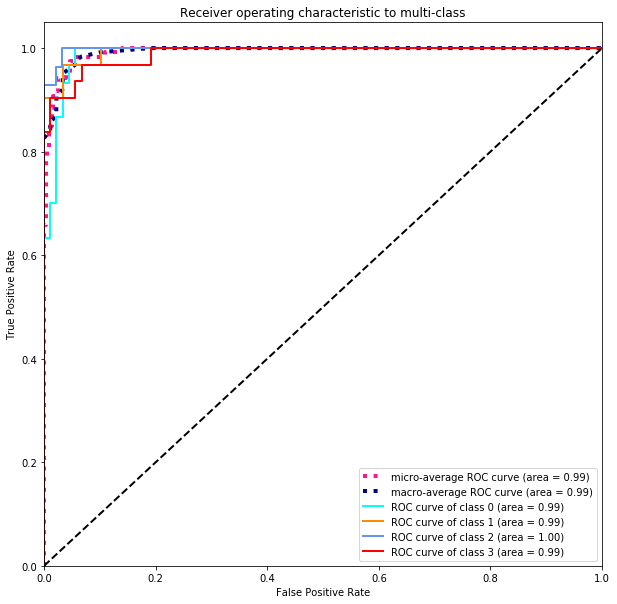 Receiver operating characteristic to multi-class
1.0
0.8
0.6
0.4
0.2
0.0
True Positive Rate
micro-average ROC curve (area = 0.99)
macro-average ROC curve (area = 0.99)
ROC curve of class 0 (area = 0.99)
ROC curve of class 1 (area = 0.99)
ROC curve of class 2 (area = 1.00)
ROC curve of class 3 (area = 0.99)
0.0 0.2 0.4 0.6 0.8 1.0
False Positive Rate